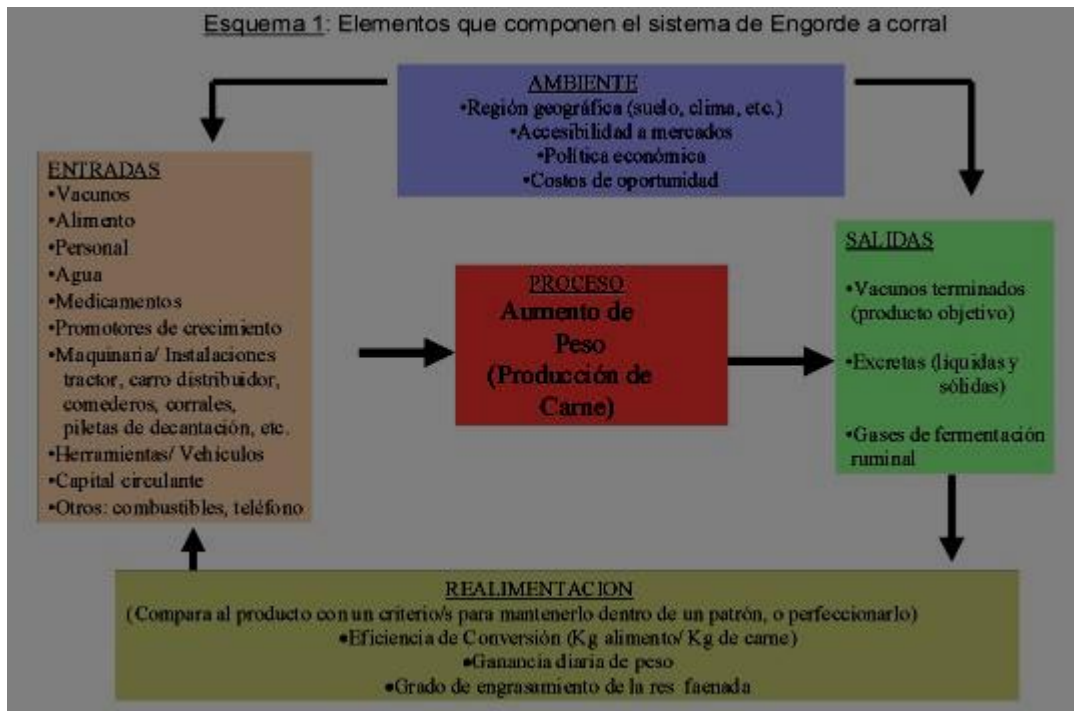 Esquema 1: Elementos que componen el sistema de Engorde a corral
AMBIENTE
•Región geográfica (suelo, clima, etc.)
•Accesibilidad a mercados
•Política económica
•Costos de oportunidad
ENTRADAS
•Vacunos
•Alimento
•Personal
•Agua
•Medicamentos
•Promotores de crecimiento
•Maquinaria/ Instalaciones
tractor, carro distribuidor,
comederos, corrales,
piletas de decantación, etc.
•Herramientas/ Vehículos
•Capital circulante
•Otros: combustibles, teléfono
PROCESO
Aumento de
Peso
(Producción de
Carne)
SALIDAS
•Vacunos terminados
(producto objetivo)
•Excretas (liquidas y
sólidas)
•Gases de fermentación
ruminal
REALIMENTACION
(Compara al producto con un criterio/s para mantenerlo dentro de un patrón, o perfeccionarlo)
•Eficiencia de Conversión (Kg alimento/ Kg de carne)
•Ganancia diaria de peso
•Grado de engrasamiento de la res faenada